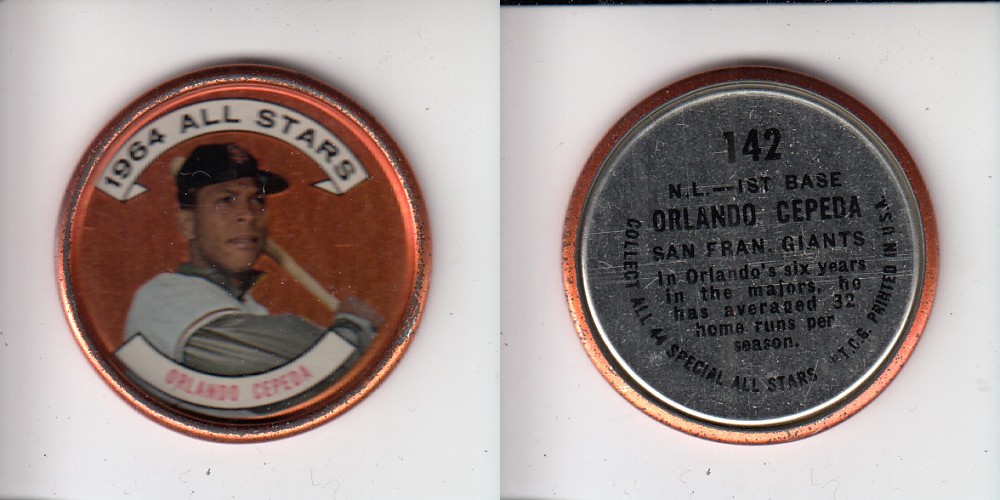 1964 ALL STARS
ORLANDO CEPEDA
142
N.L.—1ST BASE
ORLANDO CEPEDA
SAN FRAN. GIANTS
In Orlando's six years
in the majors, he
has averaged 32
home runs per
season.
COLLECT ALL 44 SPECIAL ALL STARS
*T.C.G. PRINTED IN U.S.A.